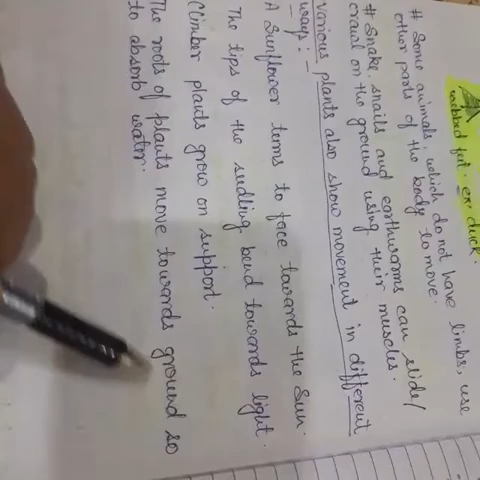 webbed feet. ex: duck.
# Some animals; which do not have limbs, use
other parts of the body to move.
# Snake, snails and earthworms can slide/
crawl on the ground using their muscles.
various plants also show movement in different
ways:-
A Sunflower terns to face towards the Sun.
The tips of the sudling bend towards light.
Climber plants grow on support.
The roots of plants move towards ground so
to absorb water.